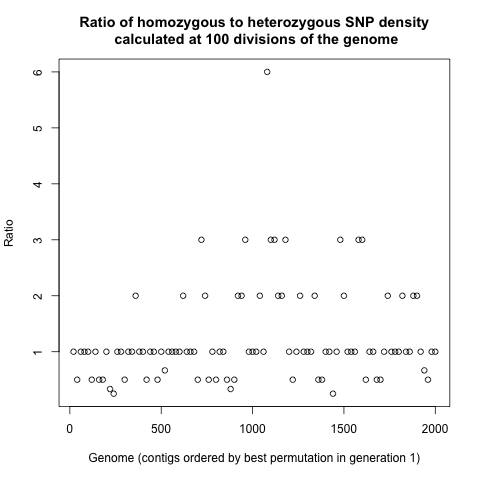 Ratio of homozygous to heterozygous SNP density
calculated at 100 divisions of the genome
Ratio
6
5
4
3
2
1
0 500 1000 1500 2000
Genome (contigs ordered by best permutation in generation 1)